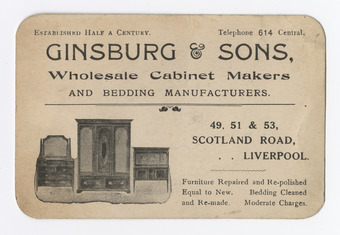 Established Half a Century. Telephone 614 Central.
GINSBURG & SONS,
Wholesale Cabinet Makers
AND BEDDING MANUFACTURERS.
49, 51 & 53,
SCOTLAND ROAD,
. . LIVERPOOL.
Furniture Repaired and Re-polished
Equal to New. Bedding Cleaned
and Re-made. Moderate Charges.